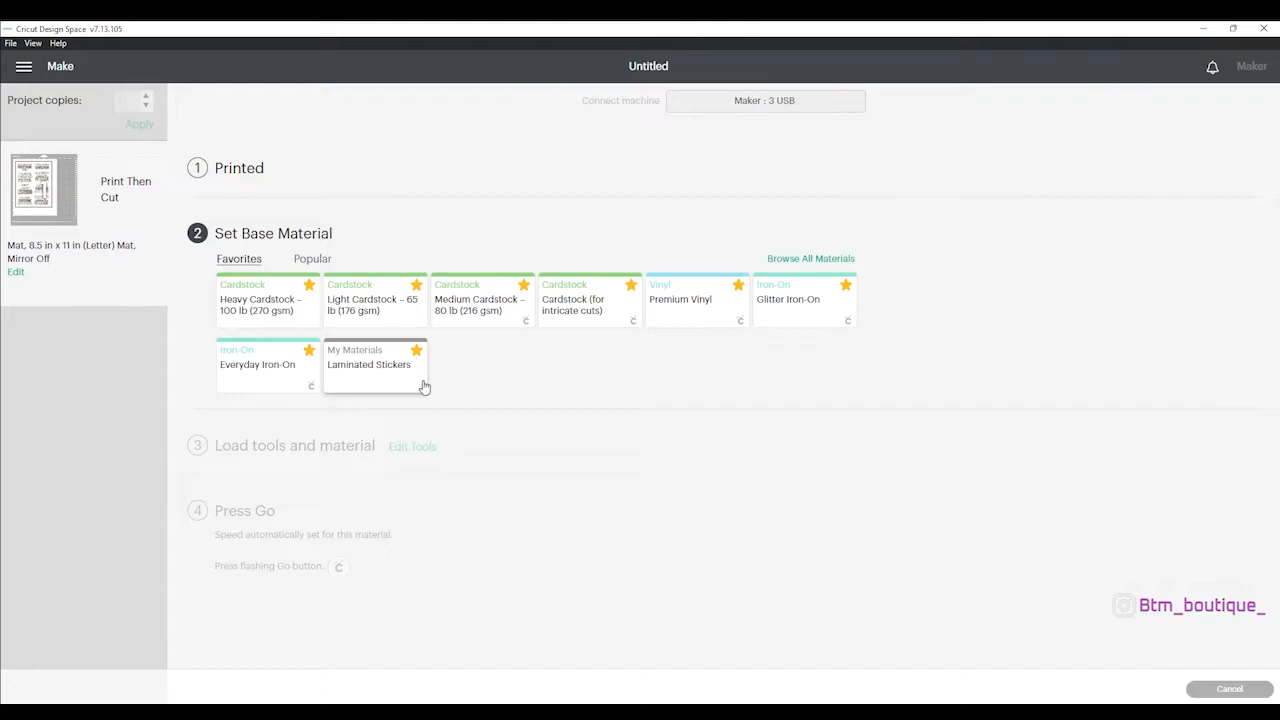 Cricut Design Space v7.13.105
File View Help
Make
Untitled
Maker
Project copies:
Apply
Connect machine
Maker : 3 USB
1 Printed
Print Then
Cut
Mat, 8.5 in x 11 in (Letter) Mat,
Mirror Off
Edit
2 Set Base Material
Favorites
Popular
Browse All Materials
Cardstock
Heavy Cardstock –
100 lb (270 gsm)
Cardstock
Light Cardstock – 65
lb (176 gsm)
Cardstock
Medium Cardstock –
80 lb (216 gsm)
Cardstock
Cardstock (for
intricate cuts)
Vinyl
Premium Vinyl
Iron-On
Glitter Iron-On
Iron-On
Everyday Iron-On
My Materials
Laminated Stickers
3 Load tools and material Edit Tools
4 Press Go
Speed automatically set for this material.
Press flashing Go button.
Btm_boutique_
Cancel